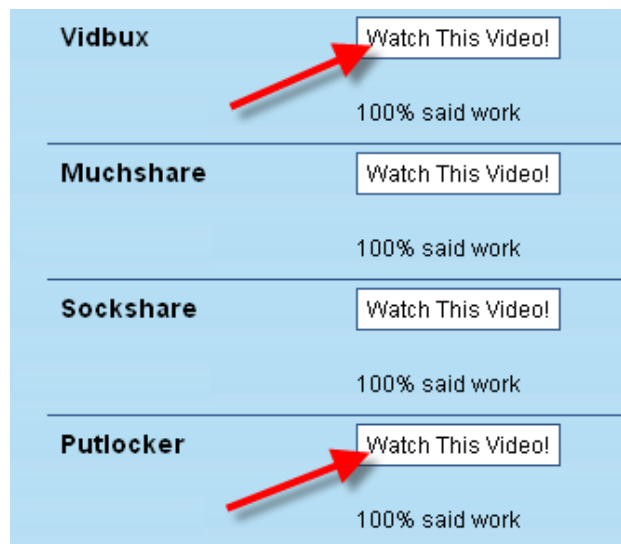 Vidbux Watch This Video!
100% said work
Muchshare Watch This Video!
100% said work
Sockshare Watch This Video!
100% said work
Putlocker Watch This Video!
100% said work